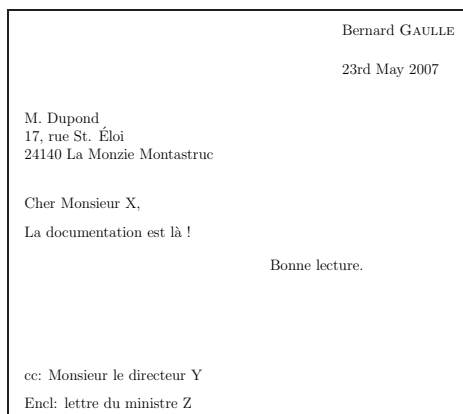 Bernard GAULLE
23rd May 2007
M. Dupond
17, rue St. Éloi
24140 La Monzie Montastruc
Cher Monsieur X,
La documentation est là !
Bonne lecture.
cc: Monsieur le directeur Y
Encl: lettre du ministre Z